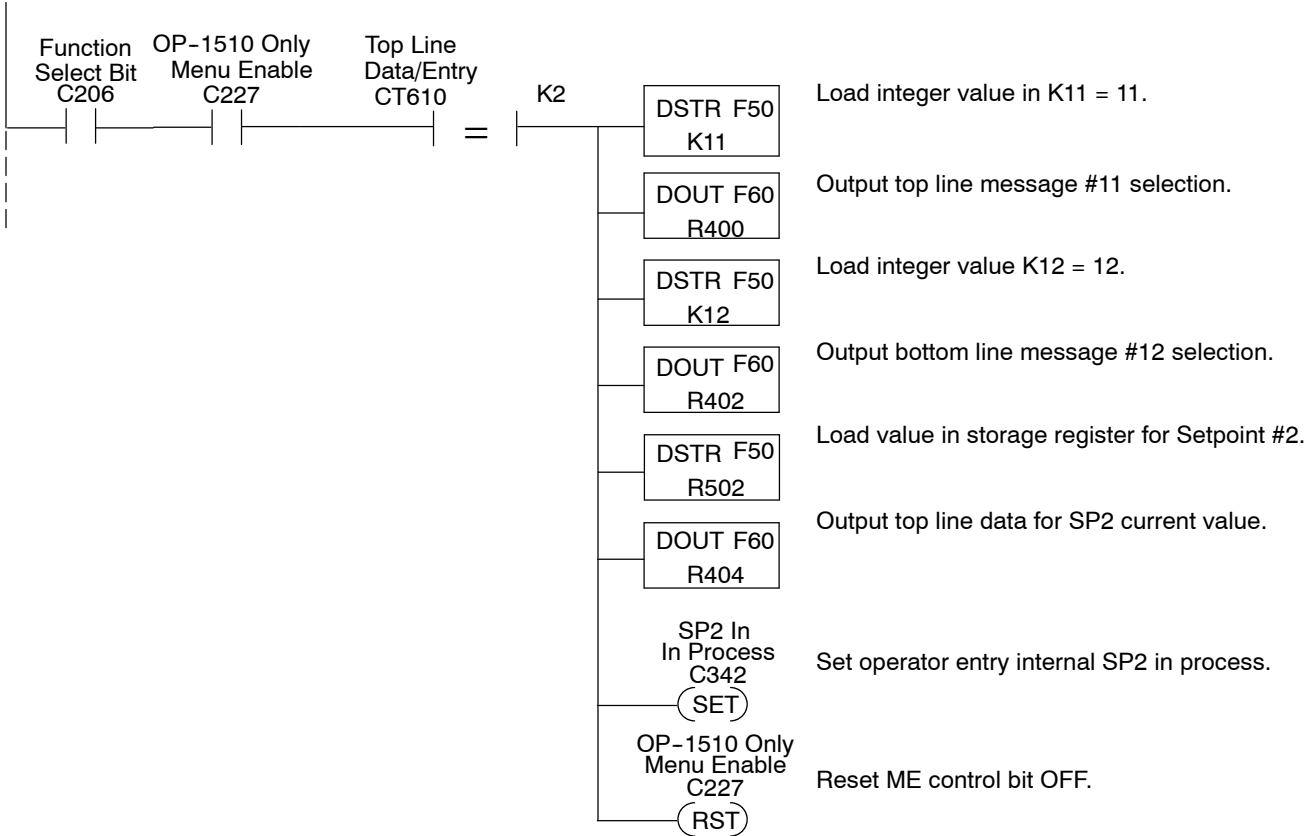 Function
Select Bit
C206
OP-1510 Only
Menu Enable
C227
Top Line
Data/Entry
CT610
=
K2
DSTR F50
K11
Load integer value in K11 = 11.
DOUT F60
R400
Output top line message #11 selection.
DSTR F50
K12
Load integer value K12 = 12.
DOUT F60
R402
Output bottom line message #12 selection.
DSTR F50
R502
Load value in storage register for Setpoint #2.
DOUT F60
R404
Output top line data for SP2 current value.
SP2 In
In Process
C342
SET
Set operator entry internal SP2 in process.
OP-1510 Only
Menu Enable
C227
RST
Reset ME control bit OFF.